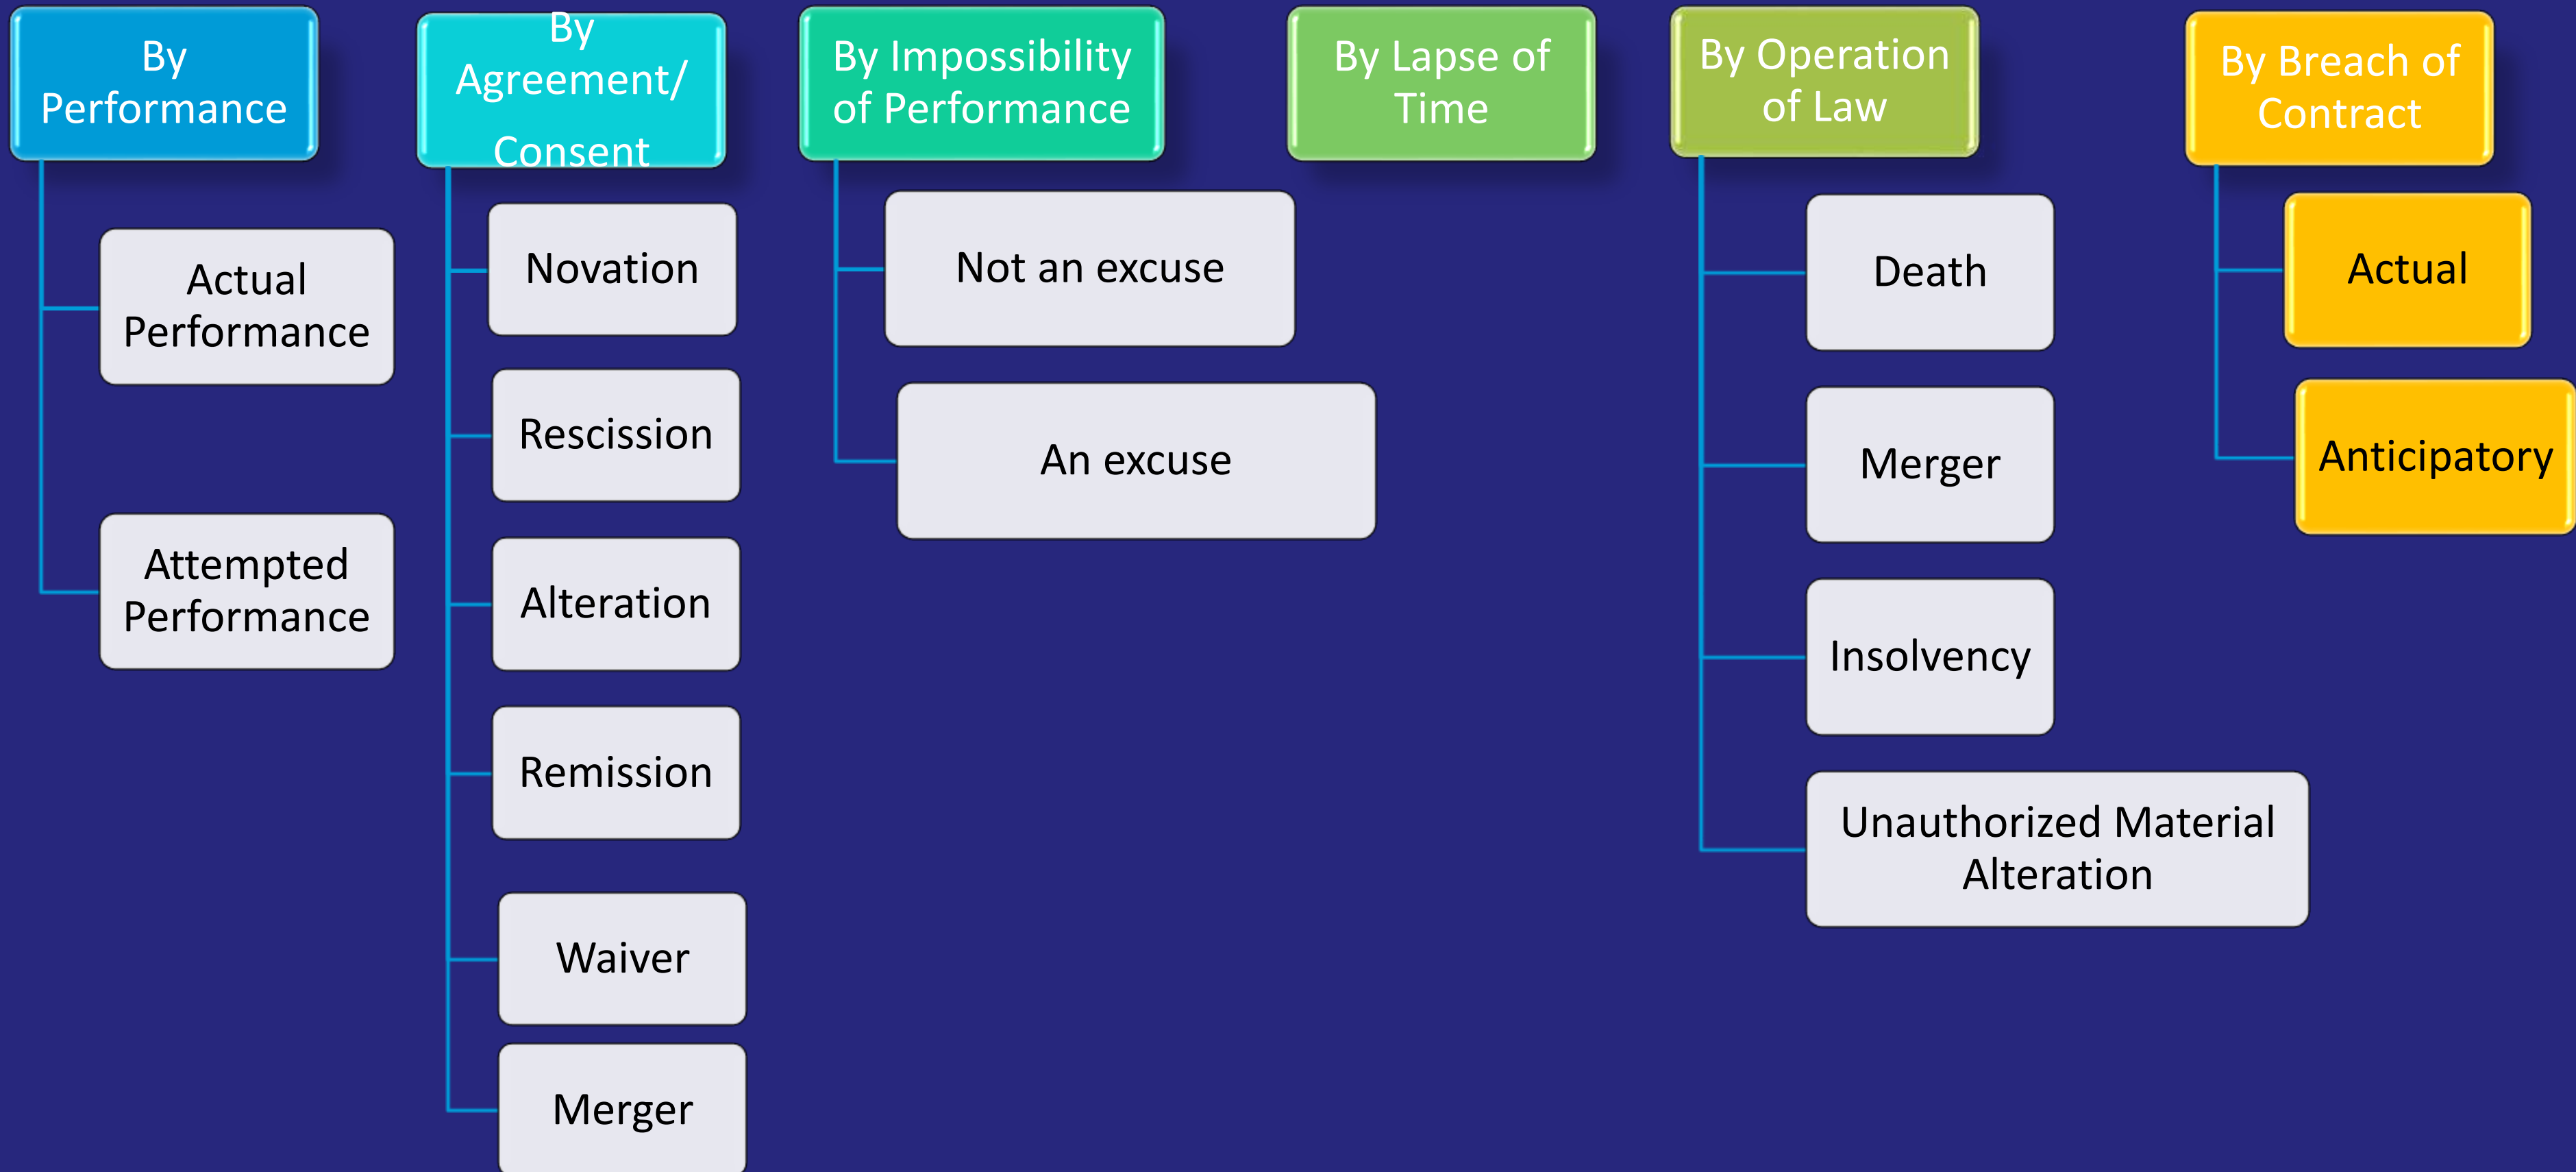 By
Performance
Actual
Performance
Attempted
Performance
By
Agreement/
Consent
Novation
Rescission
Alteration
Remission
Waiver
Merger
By Impossibility
of Performance
Not an excuse
An excuse
By Lapse of
Time
By Operation
of Law
Death
Merger
Insolvency
Unauthorized Material
Alteration
By Breach of
Contract
Actual
Anticipatory